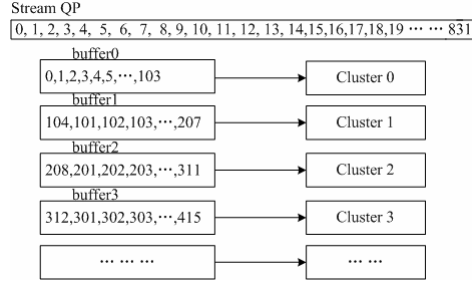 Stream QP
0, 1, 2, 3, 4, 5, 6, 7, 8, 9, 10, 11, 12, 13, 14,15,16,17,18,19 ⋯ ⋯ 831
buffer0
0,1,2,3,4,5,⋯,103
Cluster 0
buffer1
104,101,102,103,⋯,207
Cluster 1
buffer2
208,201,202,203,⋯,311
Cluster 2
buffer3
312,301,302,303,⋯,415
Cluster 3
⋯ ⋯ ⋯
⋯ ⋯